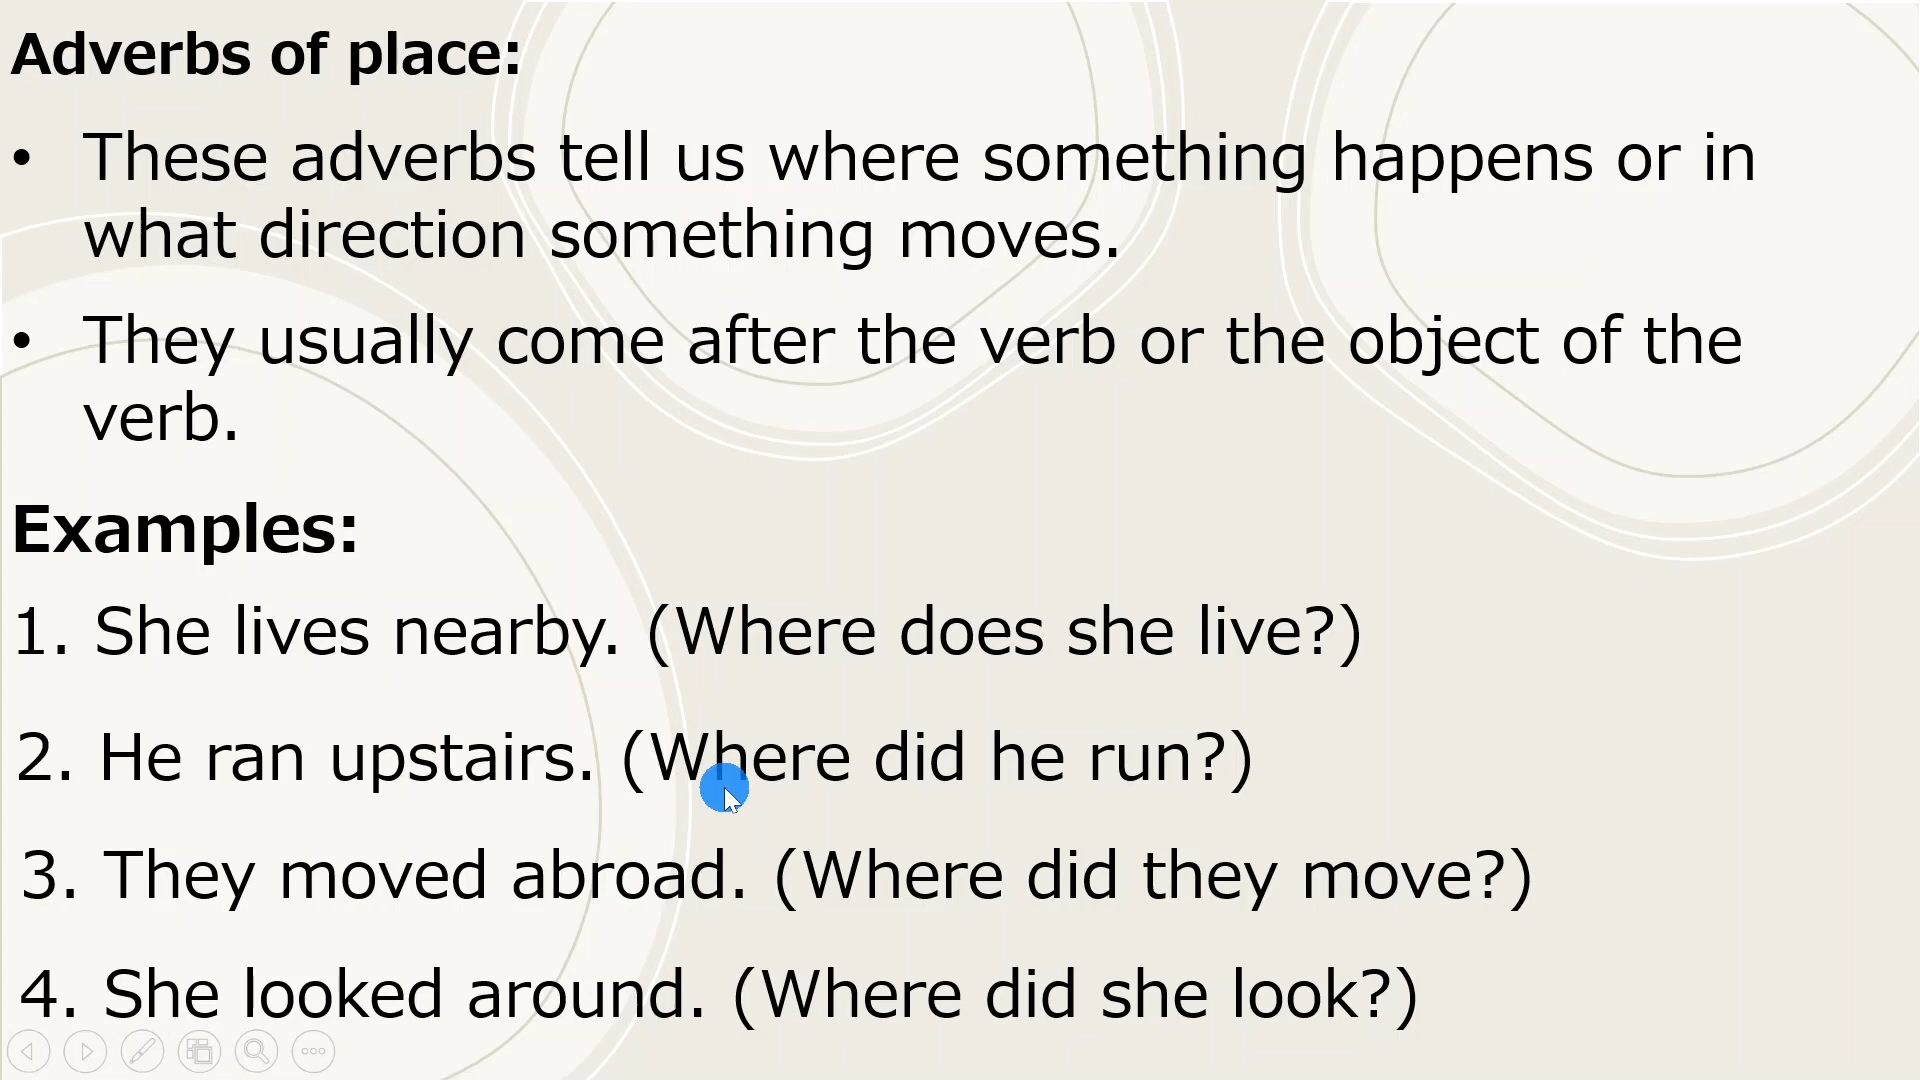 Adverbs of place:
• These adverbs tell us where something happens or in
what direction something moves.
• They usually come after the verb or the object of the
verb.
Examples:
1. She lives nearby. (Where does she live?)
2. He ran upstairs. (Where did he run?)
3. They moved abroad. (Where did they move?)
4. She looked around. (Where did she look?)